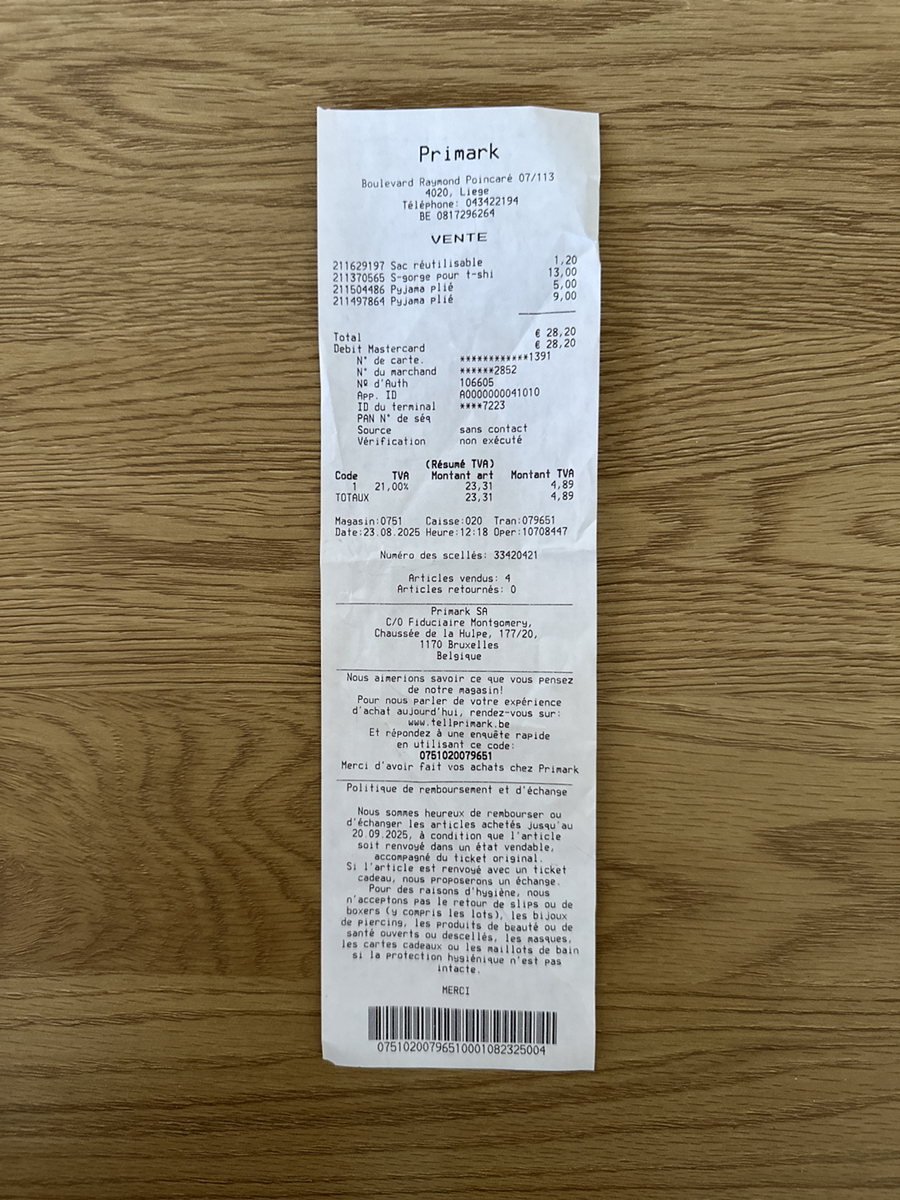 Primark
Boulevard Raymond Poincaré 07/113
4020, Liege
Téléphone: 043422194
BE 0817296264
VENTE
211629197 Sac réutilisable 1,20
211370565 S-gorge pour t-shi 13,00
211504486 Pyjama plié 5,00
211497864 Pyjama plié 9,00
Total € 28,20
Debit Mastercard € 28,20
N° de carte. ************1391
N° du marchand ******2852
Nº d'Auth 106605
App. ID A0000000041010
ID du terminal ****7223
PAN N° de séq
Source sans contact
Vérification non exécuté
(Résumé TVA)
Code TVA Montant art Montant TVA
1 21,00% 23,31 4,89
TOTAUX 23,31 4,89
Magasin:0751 Caisse:020 Tran:079651
Date:23.08.2025 Heure:12:18 Oper:10708447
Numéro des scellés: 33420421
Articles vendus: 4
Articles retournés: 0
Primark SA
C/O Fiduciaire Montgomery,
Chaussée de la Hulpe, 177/20,
1170 Bruxelles
Belgique
Nous aimerions savoir ce que vous pensez
de notre magasin!
Pour nous parler de votre expérience
d'achat aujourd'hui, rendez-vous sur:
www.tellprimark.be
Et répondez à une enquête rapide
en utilisant ce code:
0751020079651
Merci d'avoir fait vos achats chez Primark
Politique de remboursement et d'échange
Nous sommes heureux de rembourser ou
d'échanger les articles achetés jusqu'au
20.09.2025, à condition que l'article
soit renvoyé dans un état vendable,
accompagné du ticket original.
Si l'article est renvoyé avec un ticket
cadeau, nous proposerons un échange.
Pour des raisons d'hygiène, nous
n'acceptons pas le retour de slips ou de
boxers (y compris les lots), les bijoux
de piercing, les produits de beauté ou de
santé ouverts ou descellés, les masques,
les cartes cadeaux ou les maillots de bain
si la protection hygiénique n'est pas
intacte.
MERCI
07510200796510001082325004